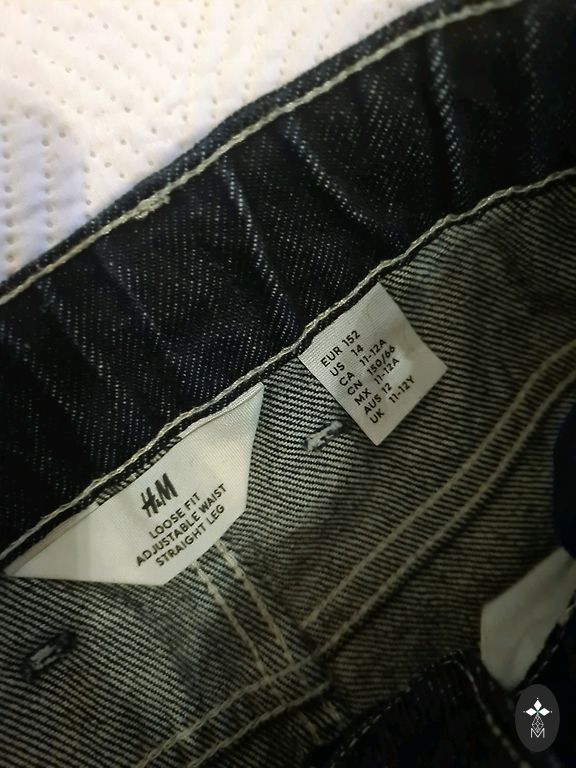 H&M
LOOSE FIT
ADJUSTABLE WAIST
STRAIGHT LEG
EUR 152
US 14
CA 11-12A
CN 150/66
MX 11-12A
AUS 12
UK 11-12Y
M